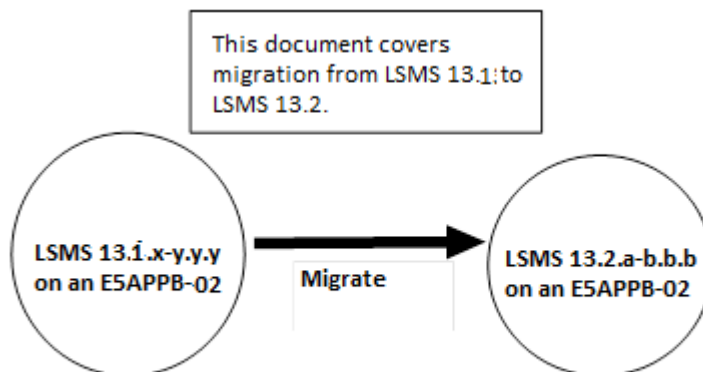 This document covers
migration from LSMS 13.1 to
LSMS 13.2.
LSMS 13.1.x-y.y.y
on an E5APPB-02
Migrate
LSMS 13.2.a-b.b.b
on an E5APPB-02